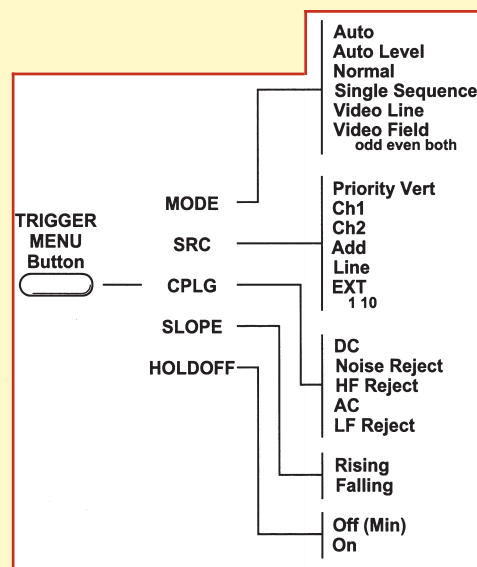 TRIGGER
MENU
Button
MODE
SRC
CPLG
SLOPE
HOLDOFF
Auto
Auto Level
Normal
Single Sequence
Video Line
Video Field
odd even both
Priority Vert
Ch1
Ch2
Add
Line
EXT
1 10
DC
Noise Reject
HF Reject
AC
LF Reject
Rising
Falling
Off (Min)
On